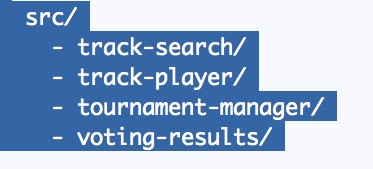 src/
- track-search/
- track-player/
- tournament-manager/
- voting-results/